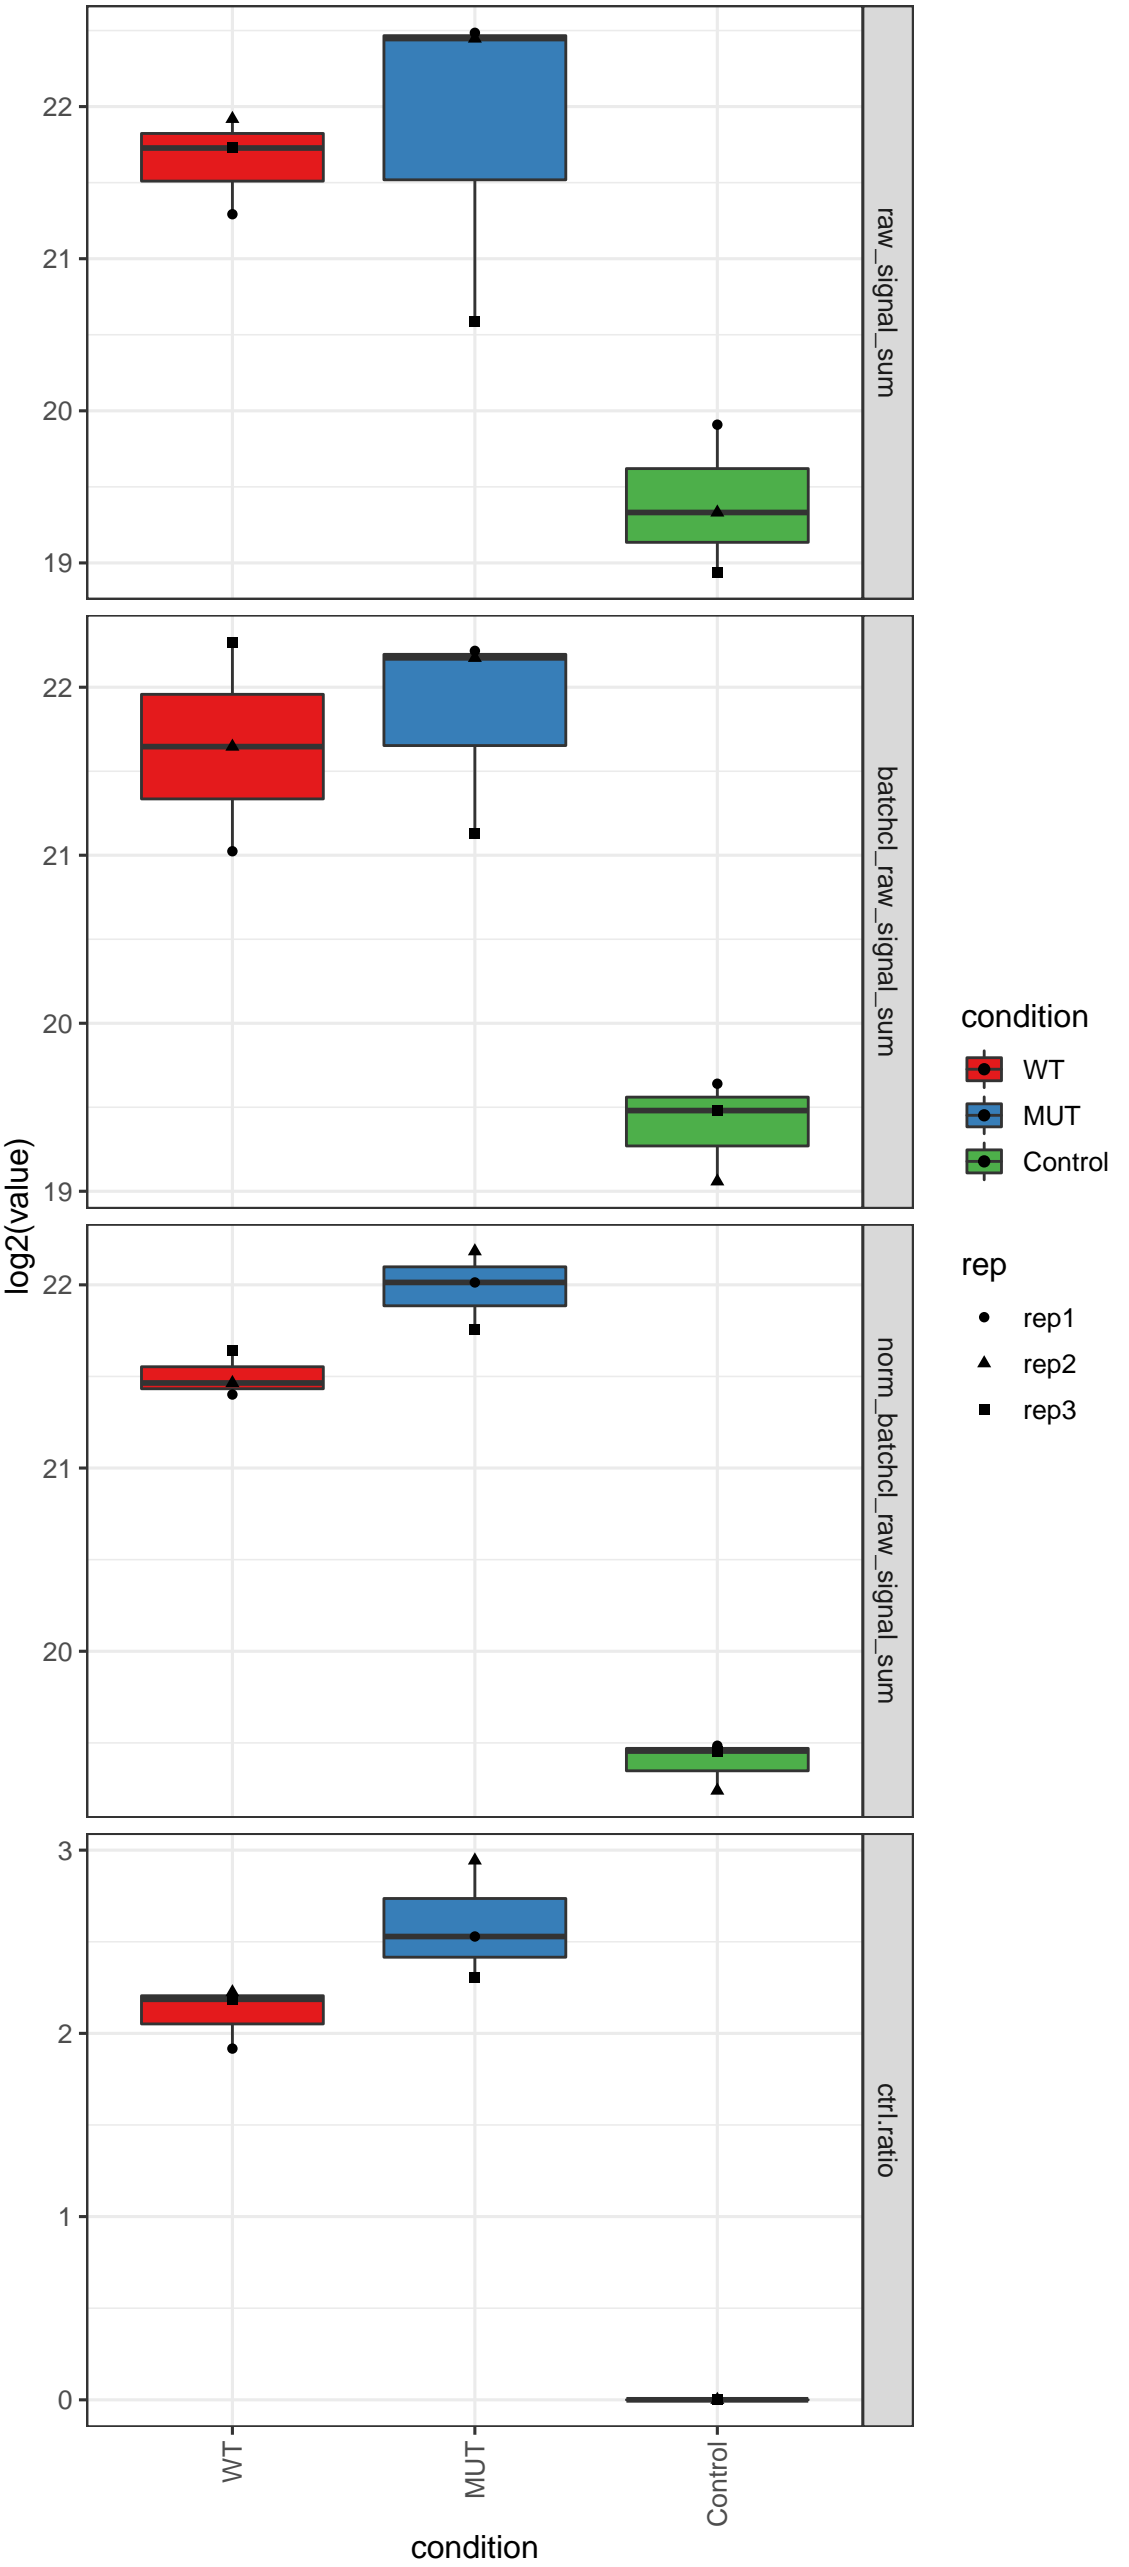 log2(value)
22
21
20
19
raw_signal_sum
22
21
20
19
batchcl_raw_signal_sum
22
21
20
norm_batchcl_raw_signal_sum
3
2
1
0
ctrl.ratio
WT
MUT
Control
condition
condition
WT
MUT
Control
rep
rep1
rep2
rep3